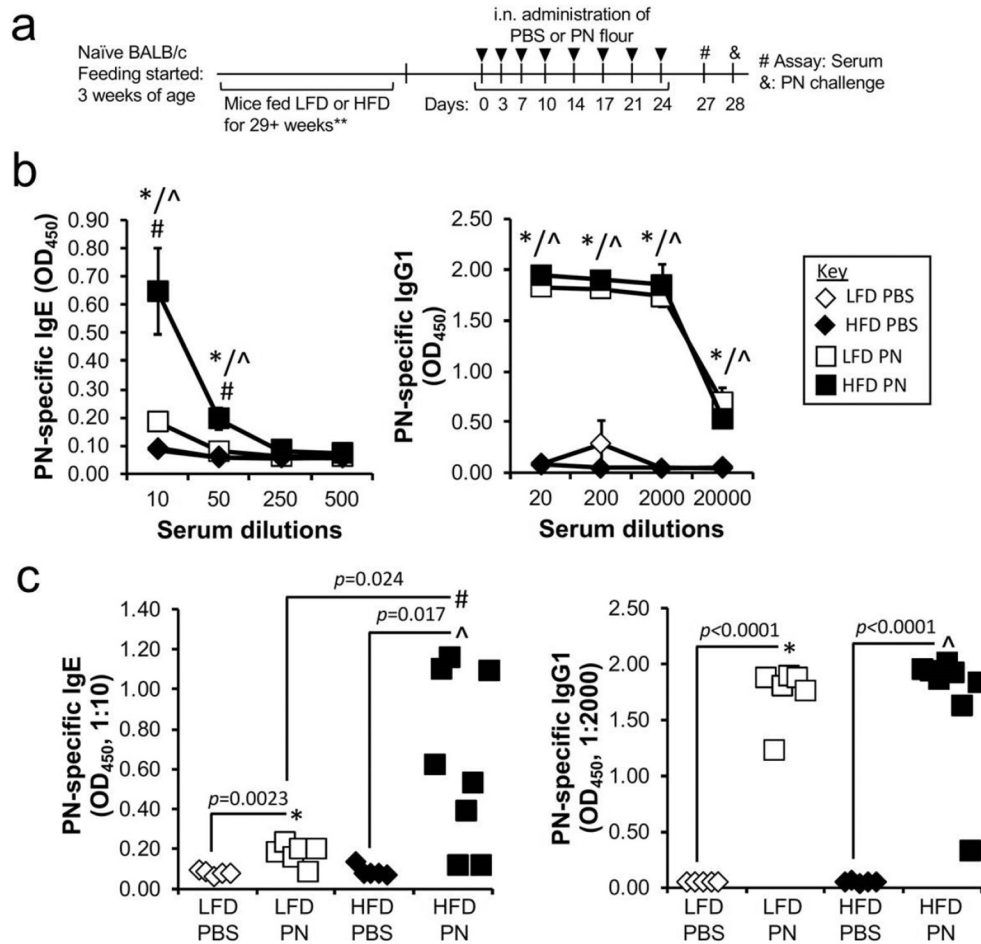 a
i.n. administration of
PBS or PN flour
Naïve BALB/c
Feeding started:
3 weeks of age
# &
# Assay: Serum
&: PN challenge
Mice fed LFD or HFD
for 29+ weeks**
Days: 0 3 7 10 14 17 21 24 27 28
b
*/^
#
*/^
#
PN-specific IgE (OD450)
0.90
0.80
0.70
0.60
0.50
0.40
0.30
0.20
0.10
0.00
10 50 250 500
Serum dilutions
*/^ */^ */^
*/^
PN-specific IgG1
(OD450)
2.50
2.00
1.50
1.00
0.50
0.00
20 200 2000 20000
Serum dilutions
Key
LFD PBS
HFD PBS
LFD PN
HFD PN
c
PN-specific IgE
(OD450, 1:10)
1.40
1.20
1.00
0.80
0.60
0.40
0.20
0.00
p=0.024
#
p=0.017
^
p=0.0023
*
LFD PBS
LFD PN
HFD PBS
HFD PN
PN-specific IgG1
(OD450, 1:2000)
2.50
2.00
1.50
1.00
0.50
0.00
p<0.0001
*
p<0.0001
^
LFD PBS
LFD PN
HFD PBS
HFD PN